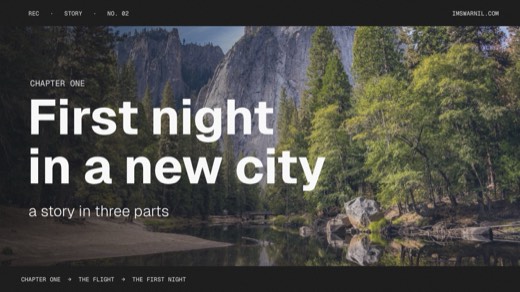 REC · STORY · NO. 02
IMSWARNIL.COM
CHAPTER ONE
First night
in a new city
a story in three parts
CHAPTER ONE → THE FLIGHT → THE FIRST NIGHT